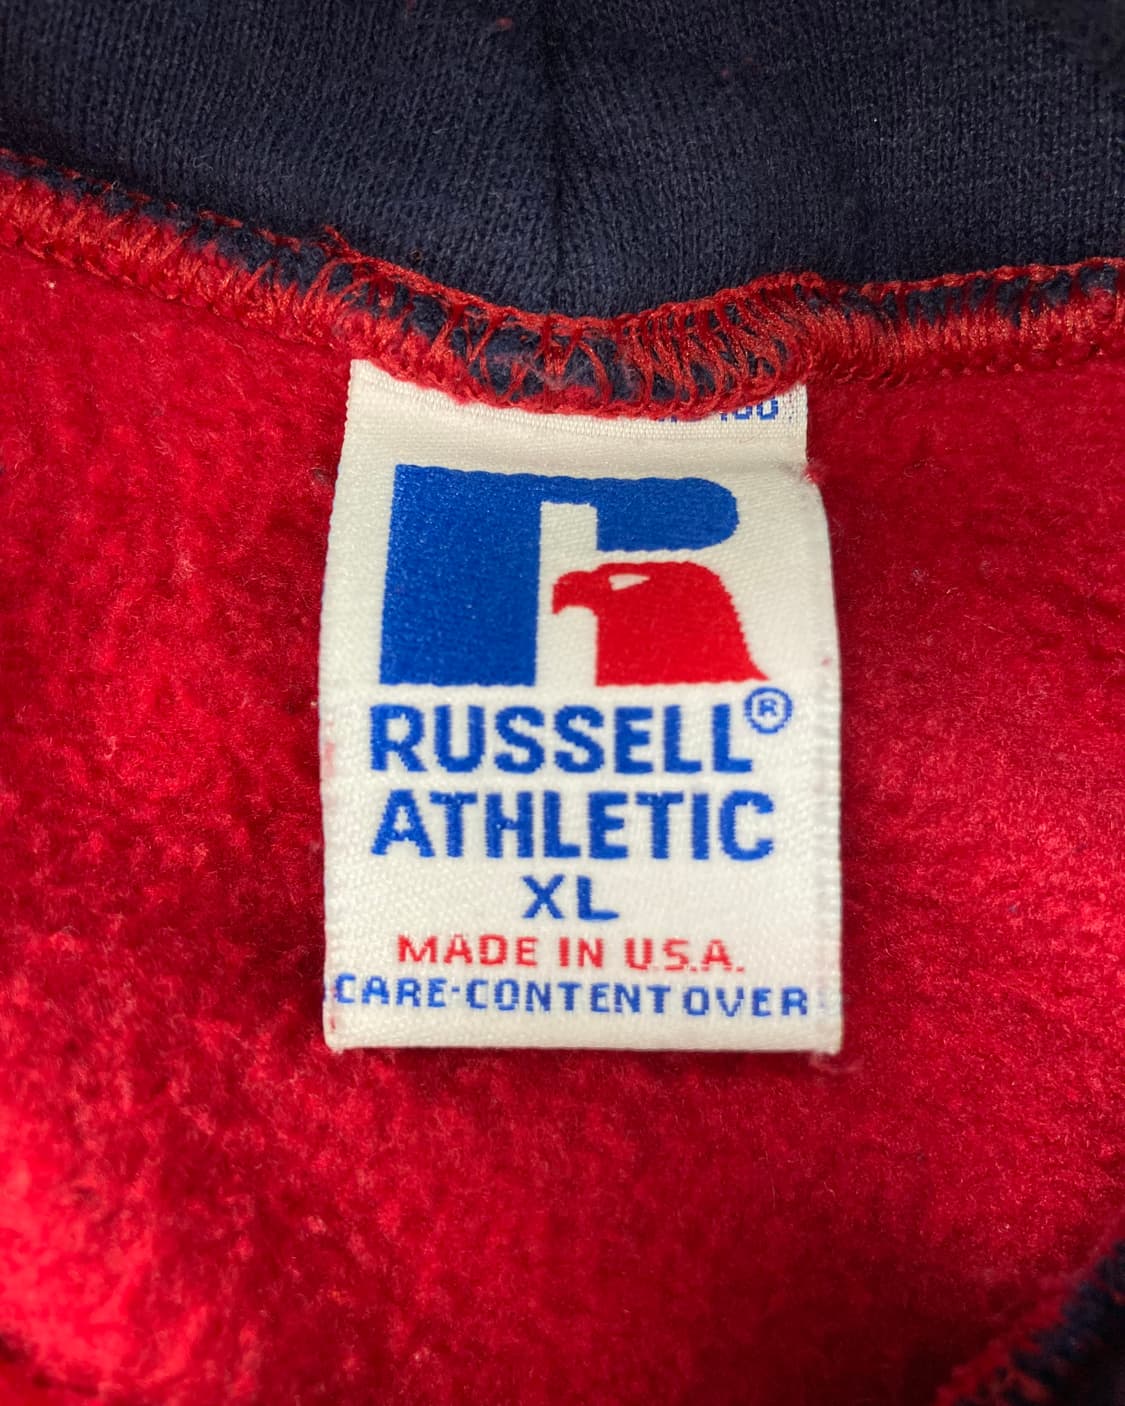 RUSSELL®
ATHLETIC
XL
MADE IN U.S.A.
CARE-CONTENT OVER